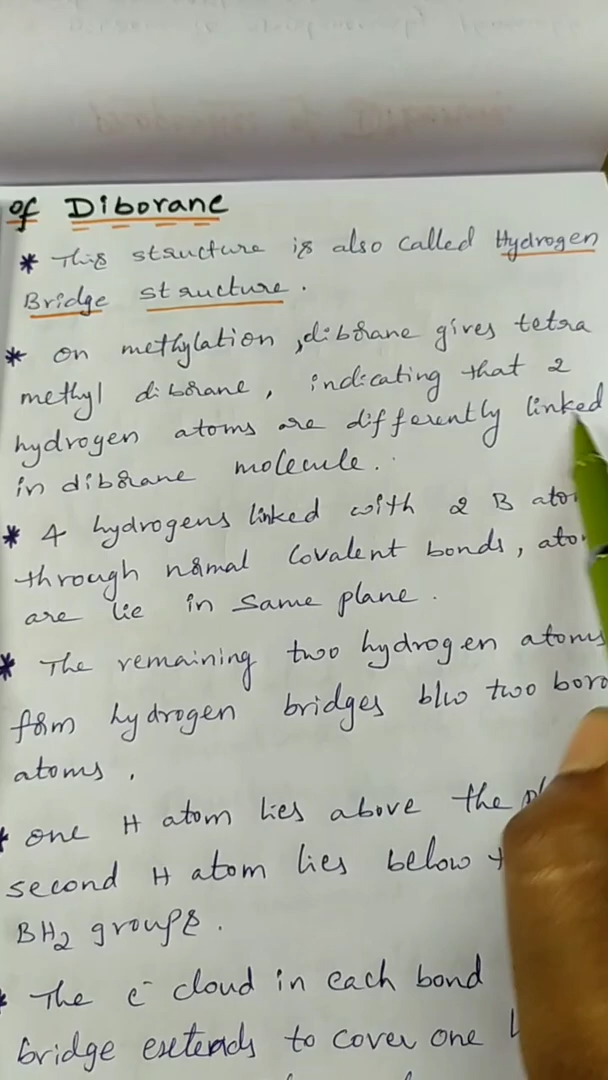 of Diborane
* This structure is also called Hydrogen
Bridge structure.
* on methylation, diborane gives tetra
methyl diborane, indicating that 2
hydrogen atoms are differently linked
in diborane molecule.
* 4 hydrogens linked with 2 B
through normal covalent bonds,
are lie in same plane.
* The remaining two hydrogen atoms
form hydrogen bridges b/w two
atoms.
* one H atom lies above the
second H atom lies below
BH2 groups.
* The e- cloud in each bond
bridge extends to cover one